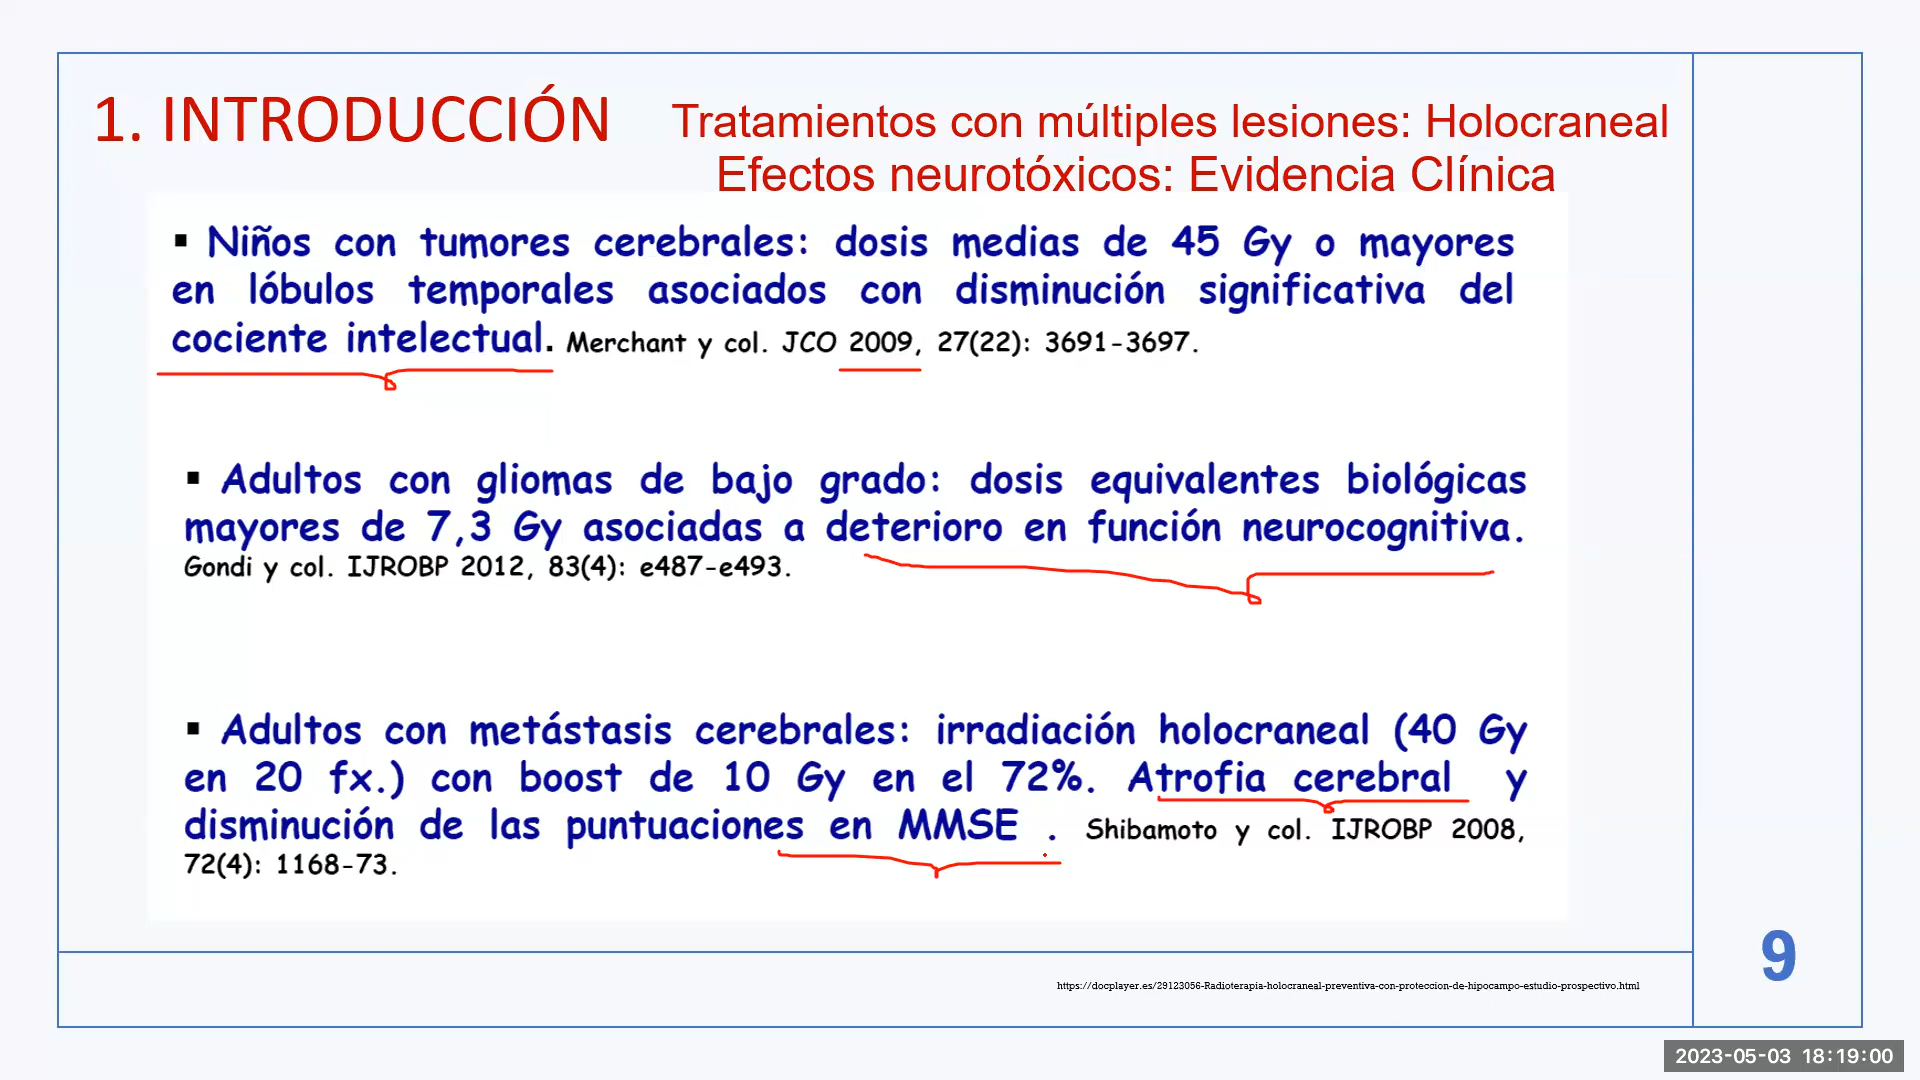 1. INTRODUCCIÓN
Tratamientos con múltiples lesiones: Holocraneal
Efectos neurotóxicos: Evidencia Clínica
▪ Niños con tumores cerebrales: dosis medias de 45 Gy o mayores
en lóbulos temporales asociados con disminución significativa del
cociente intelectual. Merchant y col. JCO 2009, 27(22): 3691-3697.
▪ Adultos con gliomas de bajo grado: dosis equivalentes biológicas
mayores de 7,3 Gy asociadas a deterioro en función neurocognitiva.
Gondi y col. IJROBP 2012, 83(4): e487-e493.
▪ Adultos con metástasis cerebrales: irradiación holocraneal (40 Gy
en 20 fx.) con boost de 10 Gy en el 72%. Atrofia cerebral y
disminución de las puntuaciones en MMSE . Shibamoto y col. IJROBP 2008,
72(4): 1168-73.
9
https://docplayer.es/29123056-Radioterapia-holocraneal-preventiva-con-proteccion-de-hipocampo-estudio-prospectivo.html
2023-05-03 18:19:00